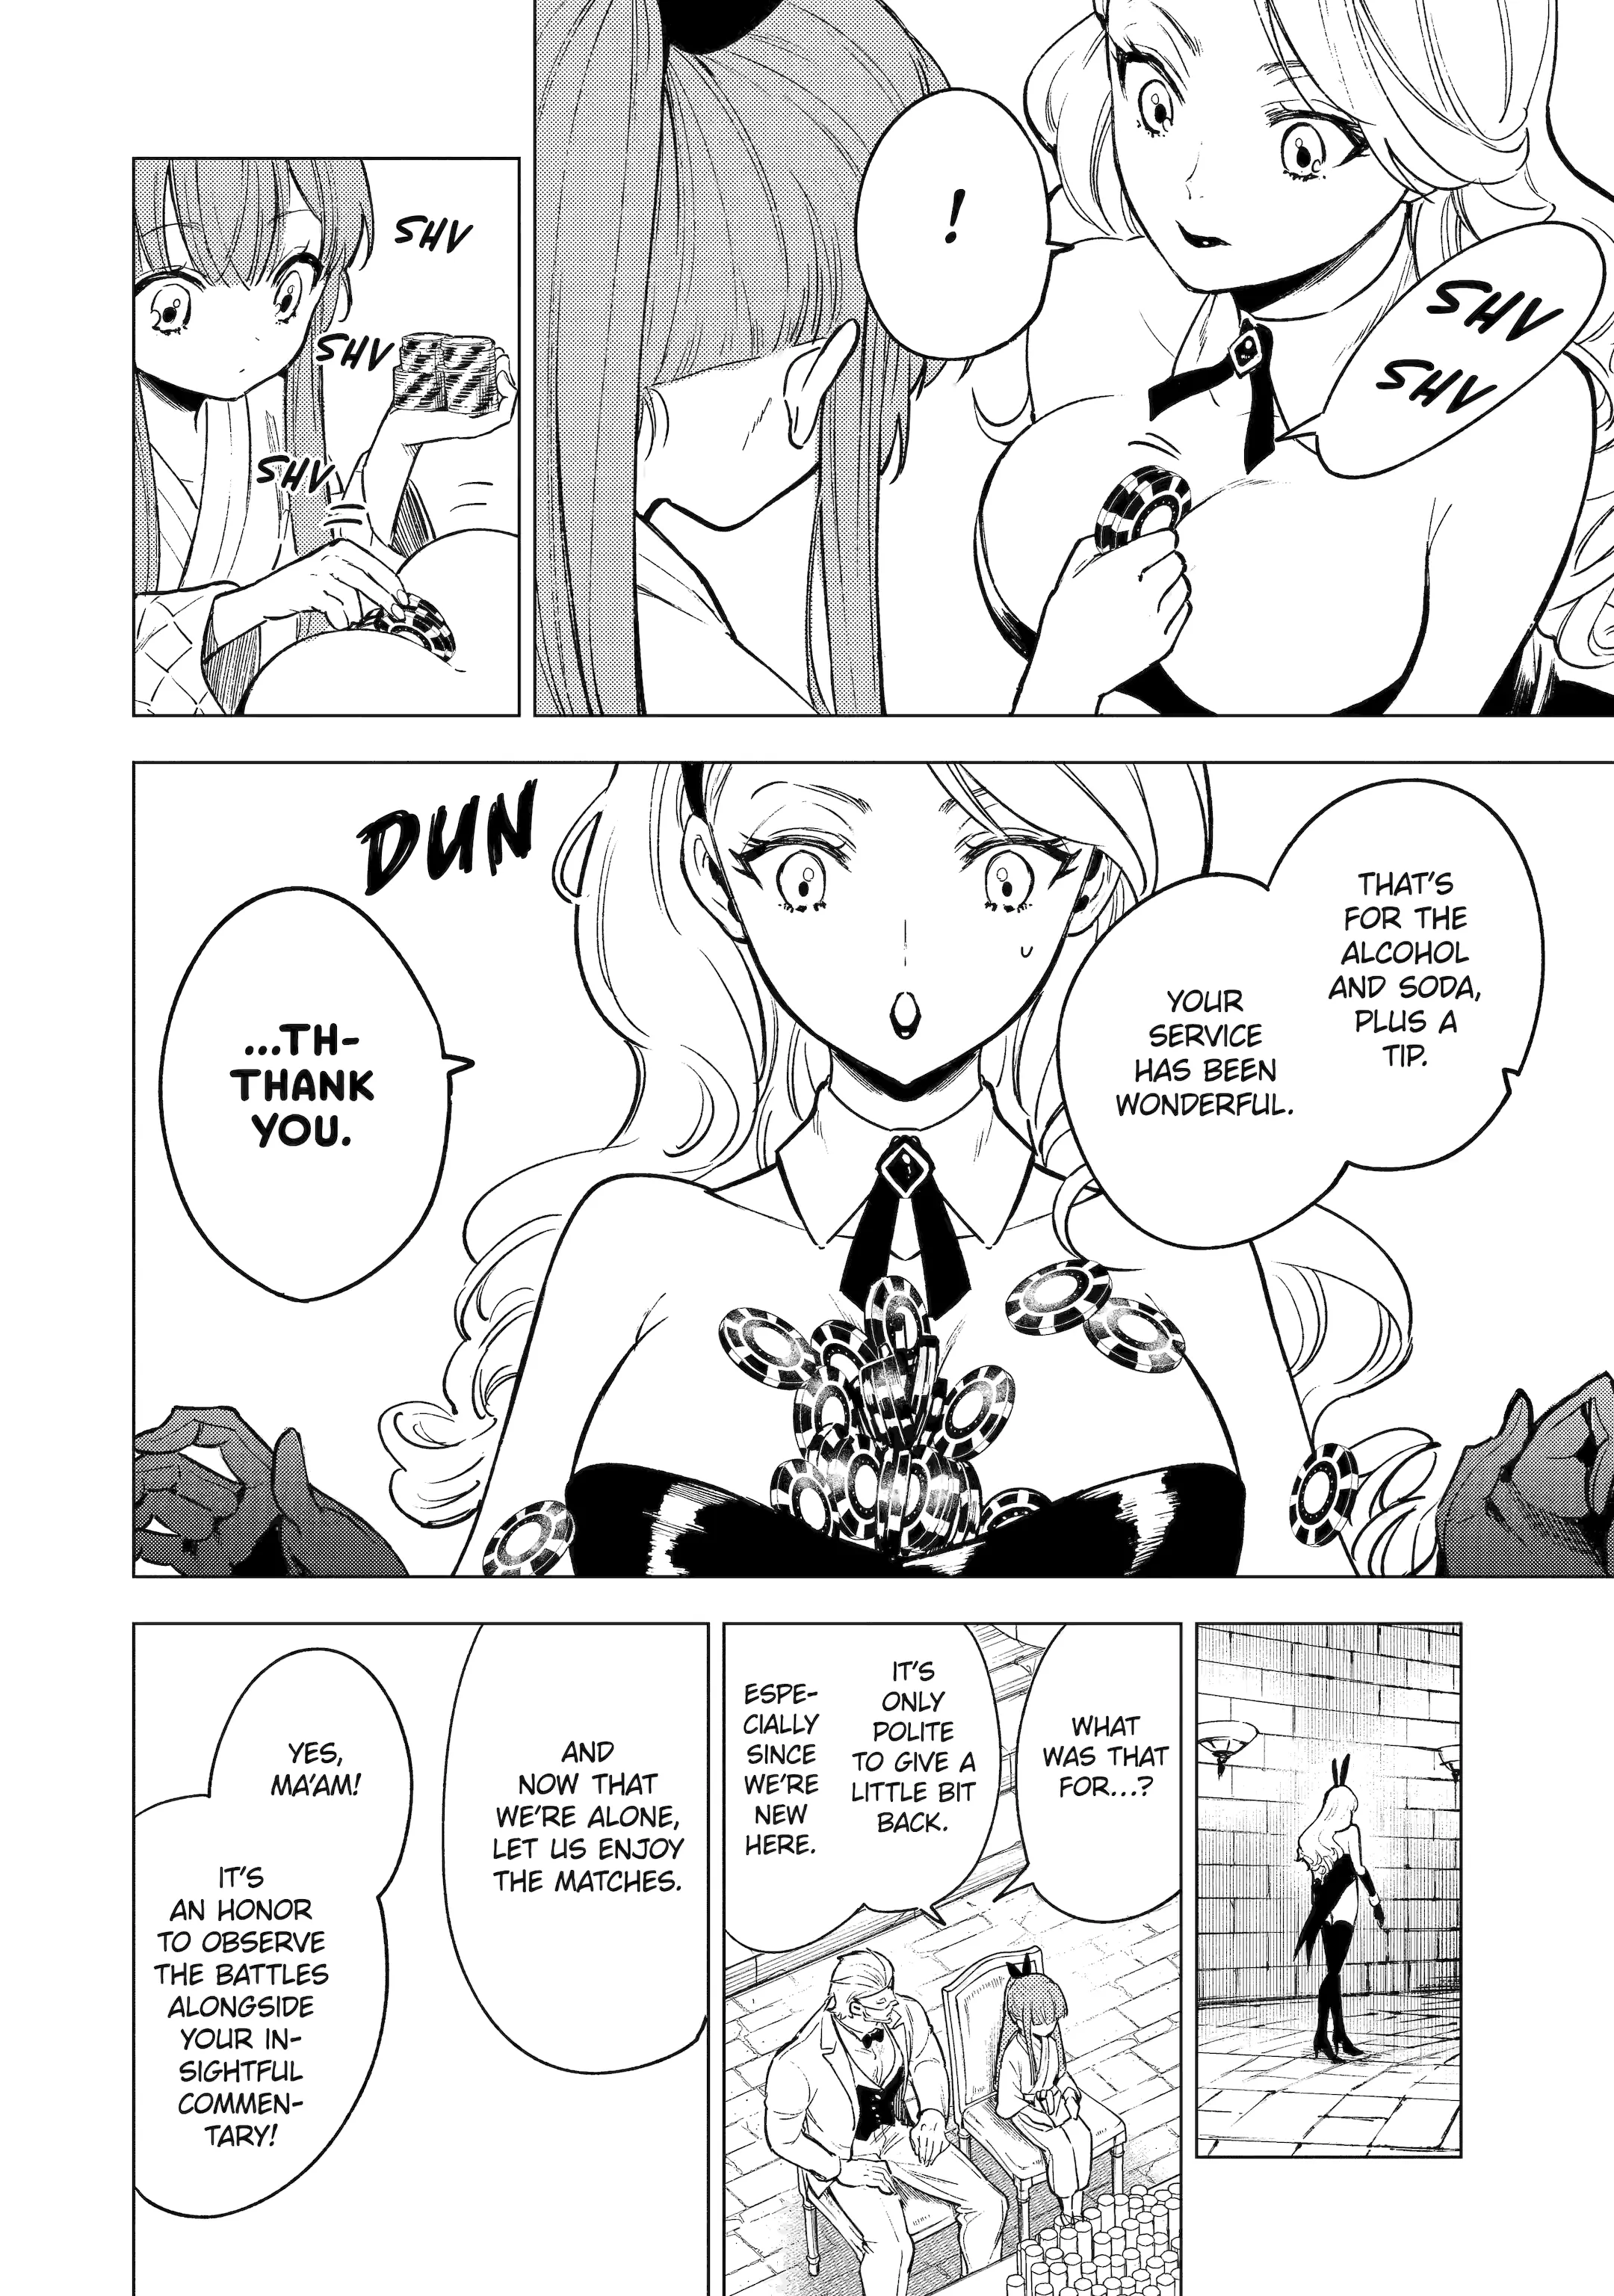 !
SHV
SHV
SHV
SHV
SHV
THAT'S
FOR THE
ALCOHOL
AND SODA,
PLUS A
TIP.
YOUR
SERVICE
HAS BEEN
WONDERFUL.
DUN
...TH-
THANK
YOU.
WHAT
WAS THAT
FOR...?
IT'S
ONLY
POLITE
TO GIVE A
LITTLE BIT
BACK.
ESPE-
CIALLY
SINCE
WE'RE
NEW
HERE.
AND
NOW THAT
WE'RE ALONE,
LET US ENJOY
THE MATCHES.
YES,
MA'AM!
IT'S
AN HONOR
TO OBSERVE
THE BATTLES
ALONGSIDE
YOUR IN-
SIGHTFUL
COMMEN-
TARY!